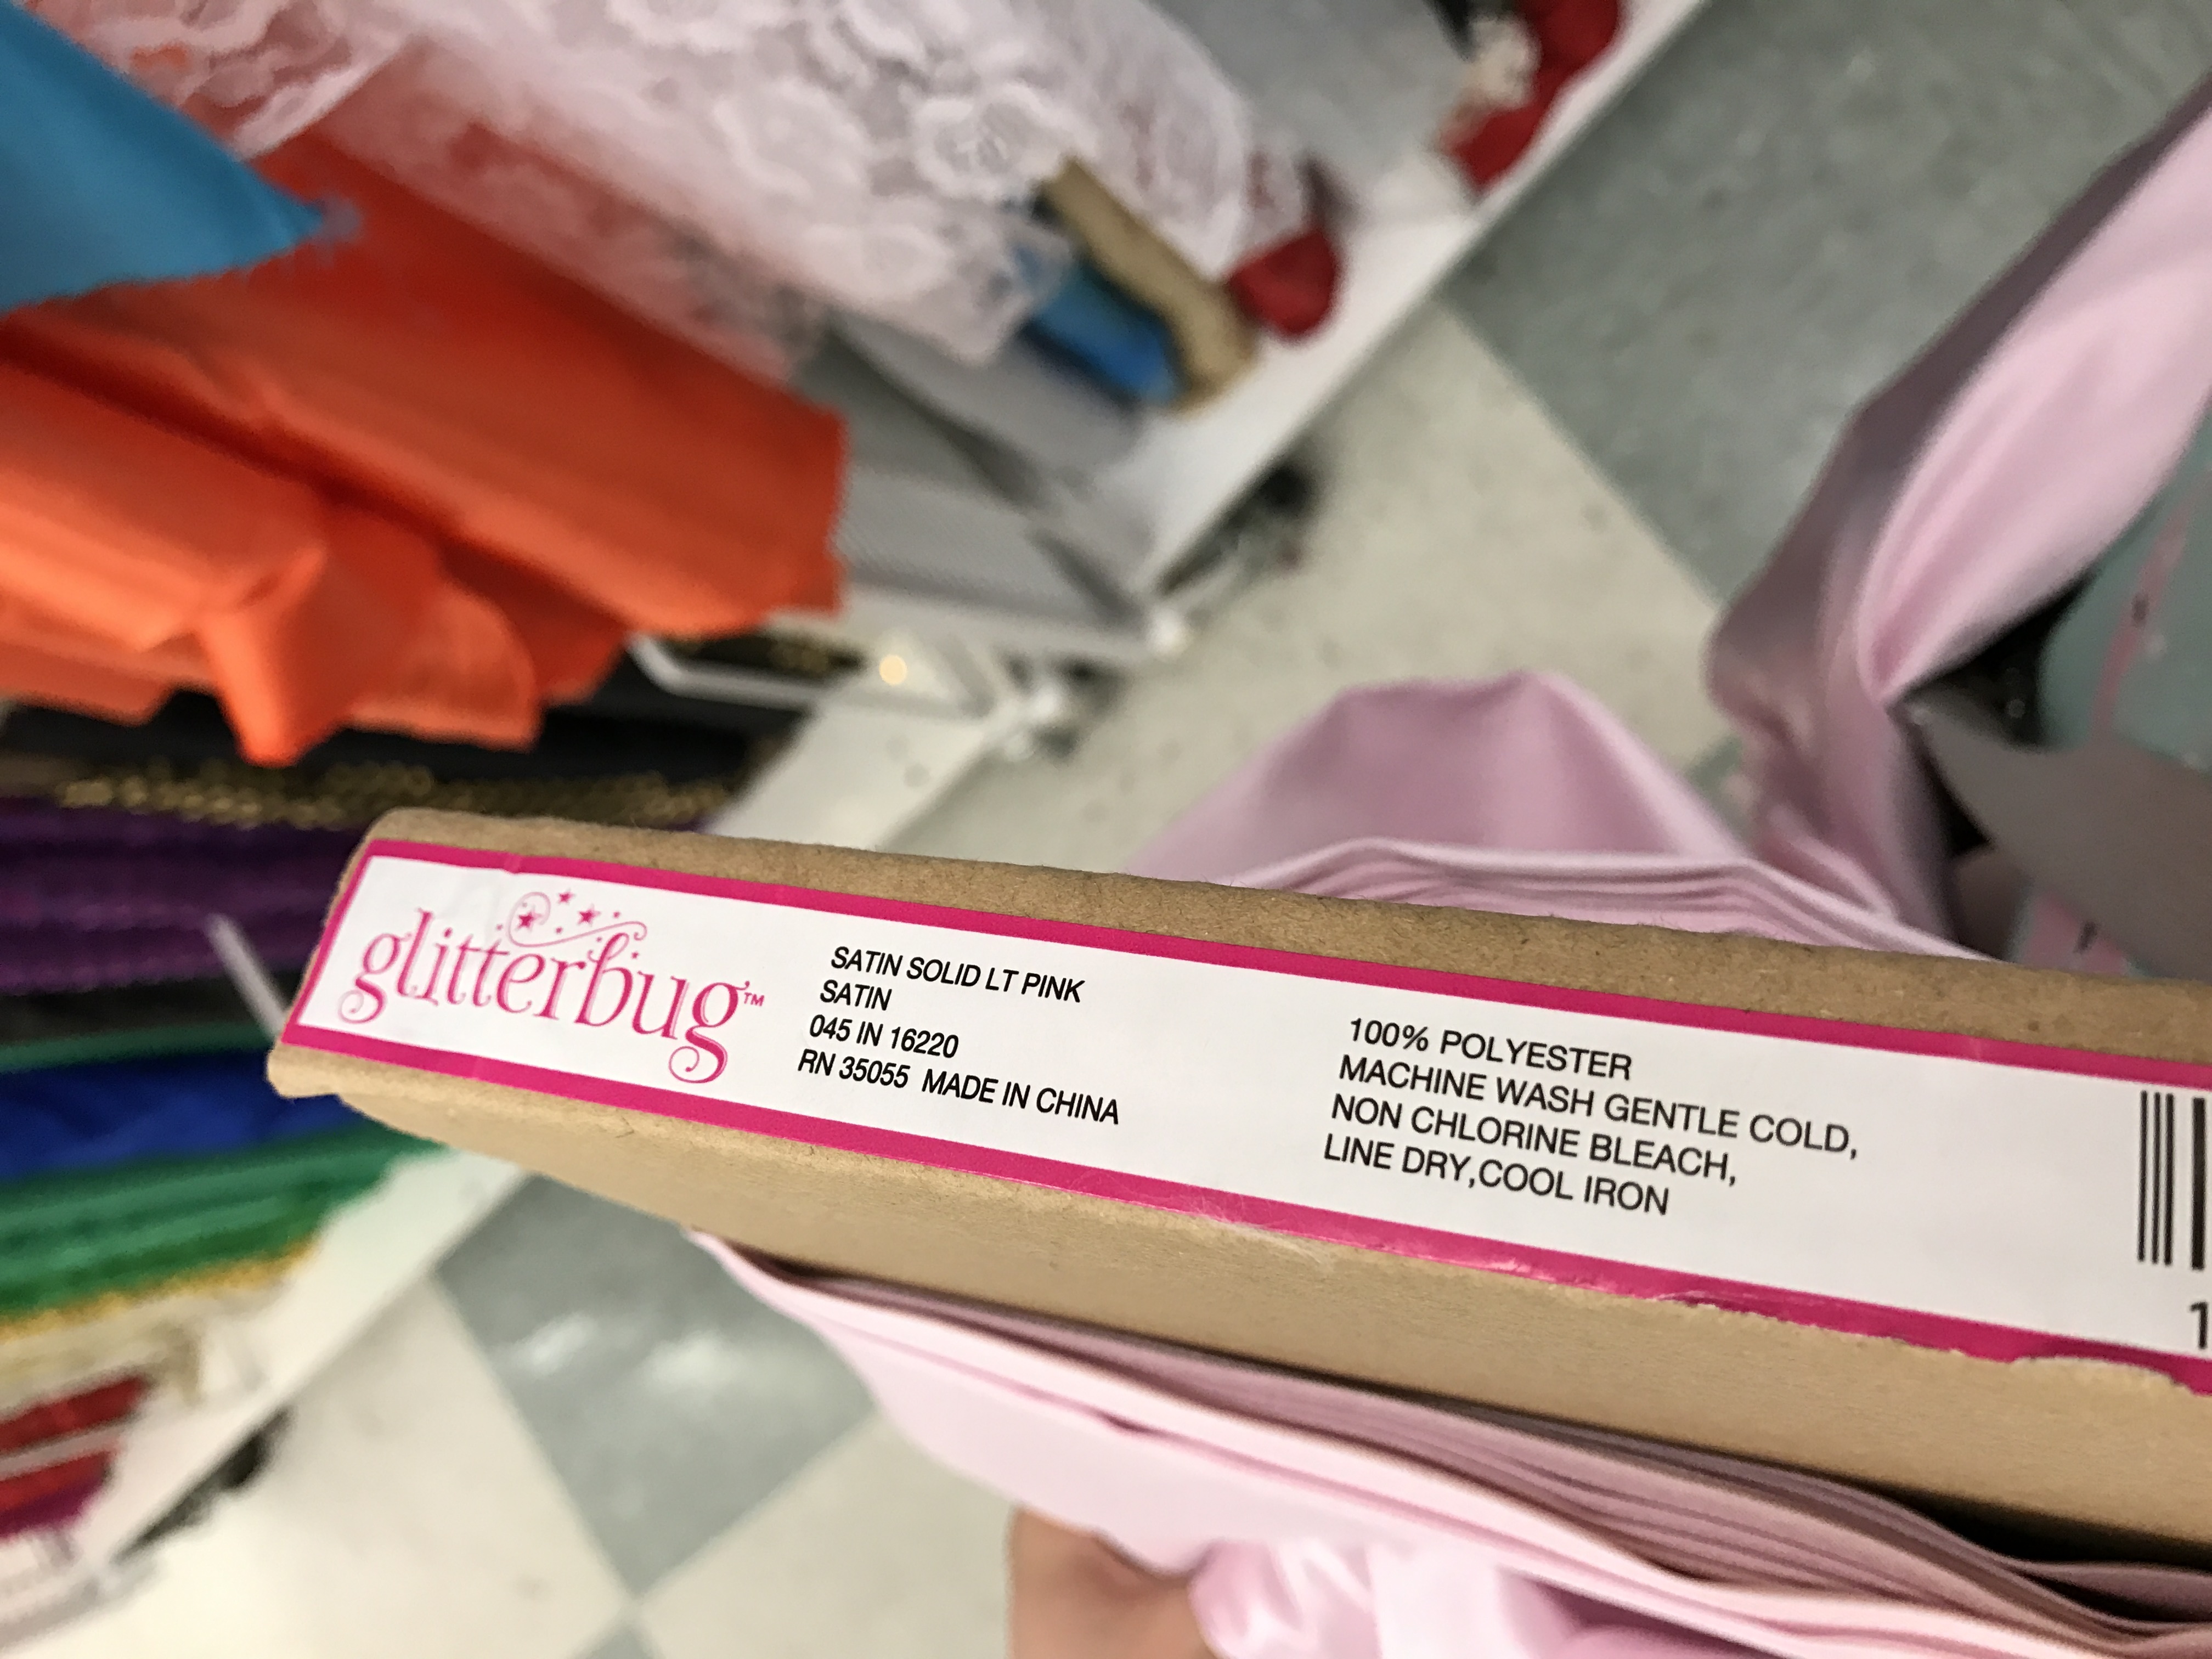 glitterbug™
SATIN SOLID LT PINK
SATIN
045 IN 16220
RN 35055 MADE IN CHINA
100% POLYESTER
MACHINE WASH GENTLE COLD,
NON CHLORINE BLEACH,
LINE DRY,COOL IRON
1